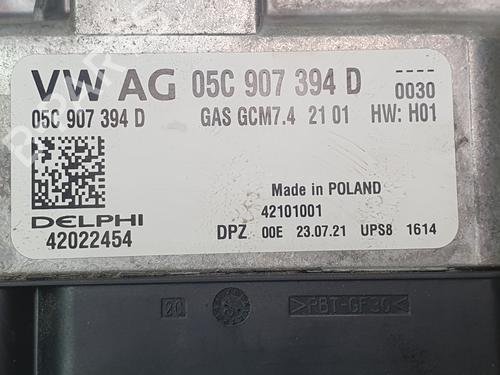 VW AG 05C 907 394 D ----
0030
05C 907 394 D GAS GCM7.4 21 01 HW: H01
Made in POLAND
DELPHI 42101001
42022454 DPZ 00E 23.07.21 UPS8 1614
20 >PBT-GF30<